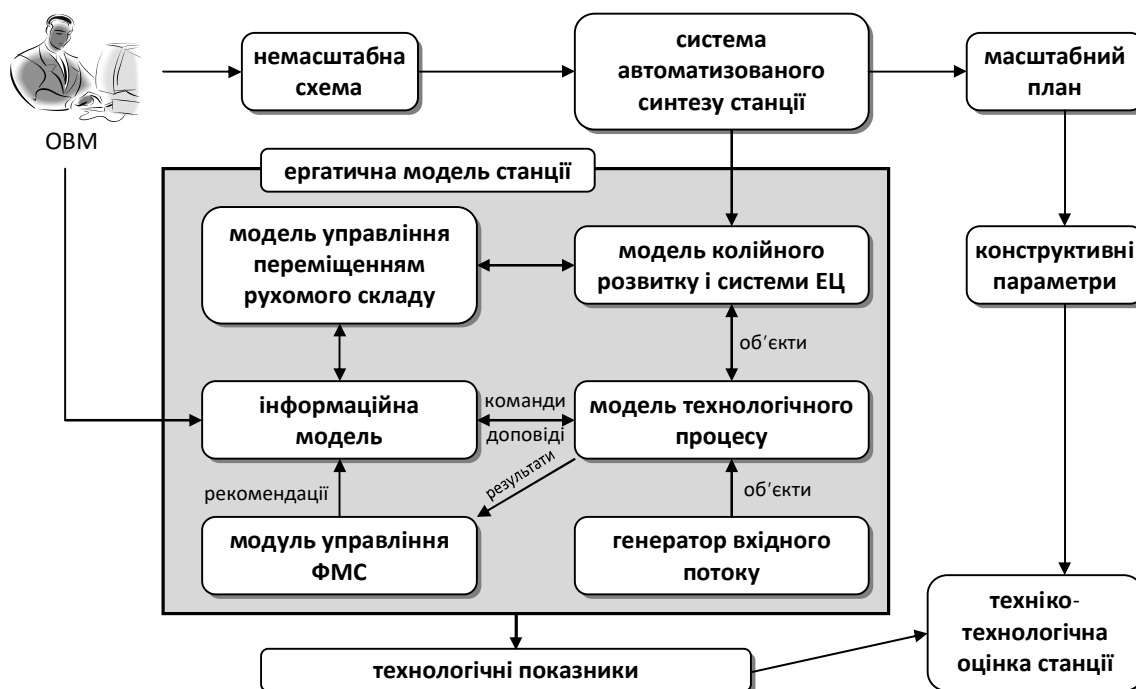 немасштабна
схема
система
автоматизованого
синтезу станції
масштабний
план
ОВМ
ергатична модель станції
модель управління
переміщенням
рухомого складу
модель колійного
розвитку і системи ЕЦ
конструктивні
параметри
об’єкти
інформаційна
модель
команди
доповіді
модель технологічного
процесу
результати
рекомендації
об’єкти
модуль управління
ФМС
генератор вхідного
потоку
техніко-
технологічна
оцінка станції
технологічні показники